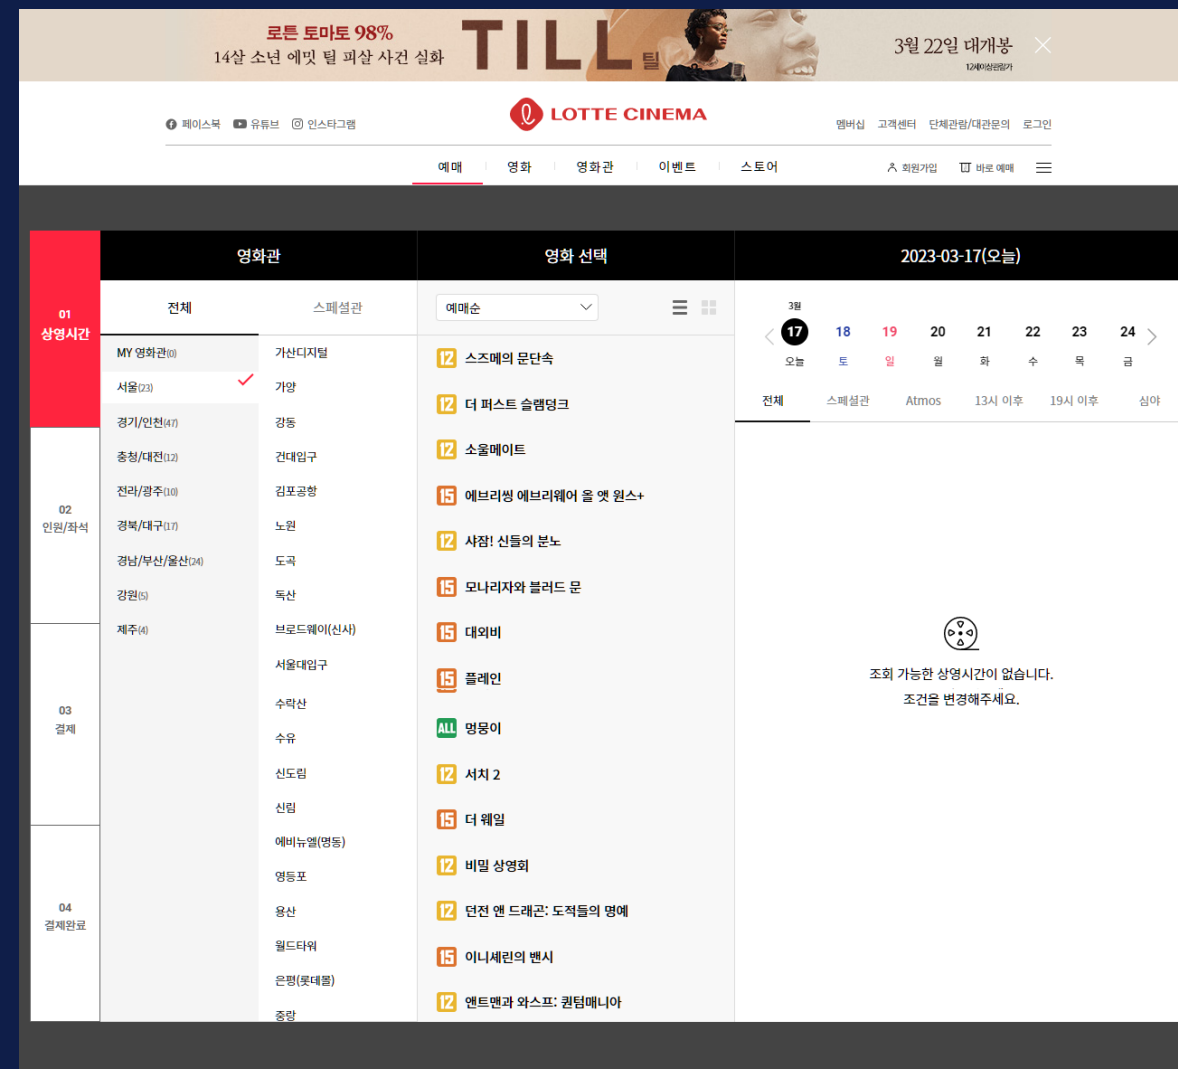 로튼 토마토 98%
14살 소년 에밋 틸 피살 사건 실화
TILL 틸
3월 22일 대개봉
12세이상관람가
페이스북 유튜브 인스타그램
LOTTE CINEMA
멤버십 고객센터 단체관람/대관문의 로그인
예매 영화 영화관 이벤트 스토어
회원가입 바로 예매
01
상영시간
02
인원/좌석
03
결제
04
결제완료
영화관
전체 스페셜관
MY 영화관(0)
서울(23)
경기/인천(47)
충청/대전(12)
전라/광주(10)
경북/대구(17)
경남/부산/울산(24)
강원(5)
제주(4)
가산디지털
가양
강동
건대입구
김포공항
노원
도곡
독산
브로드웨이(신사)
서울대입구
수락산
수유
신도림
신림
에비뉴엘(명동)
영등포
용산
월드타워
은평(롯데몰)
중랑
영화 선택
예매순
12 스즈메의 문단속
12 더 퍼스트 슬램덩크
12 소울메이트
15 에브리씽 에브리웨어 올 앳 원스+
12 샤잠! 신들의 분노
15 모나리자와 블러드 문
15 대외비
15 플레인
ALL 멍뭉이
12 서치 2
15 더 웨일
12 비밀 상영회
12 던전 앤 드래곤: 도적들의 명예
15 이니셰린의 밴시
12 앤트맨과 와스프: 퀀텀매니아
2023-03-17(오늘)
3월
17 18 19 20 21 22 23 24
오늘 토 일 월 화 수 목 금
전체 스페셜관 Atmos 13시 이후 19시 이후 심야
조회 가능한 상영시간이 없습니다.
조건을 변경해주세요.